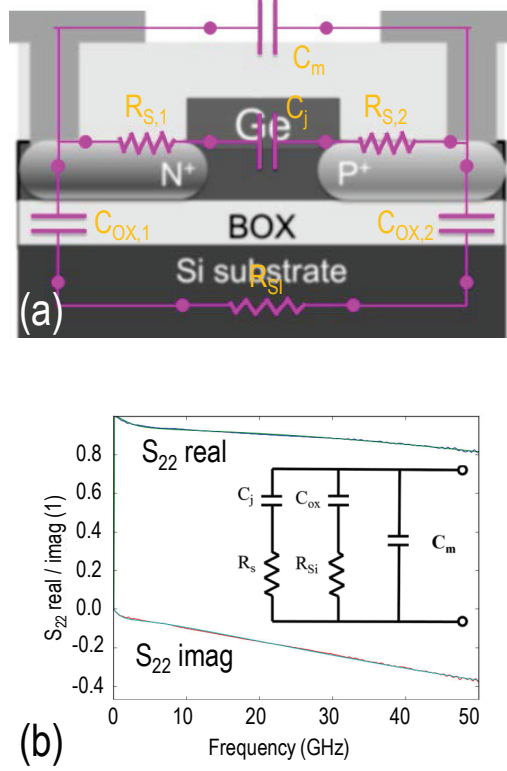 C_m
R_S,1
C_j
R_S,2
Ge
N⁺
P⁺
C_OX,1
BOX
C_OX,2
Si substrate
R_SI
(a)
0.8
S₂₂ real
0.6
C_j
C_ox
C_m
0.4
R_s
R_Si
0.2
0.0
-0.2
S₂₂ imag
-0.4
S₂₂ real / imag (1)
0
10
20
30
40
50
(b)
Frequency (GHz)